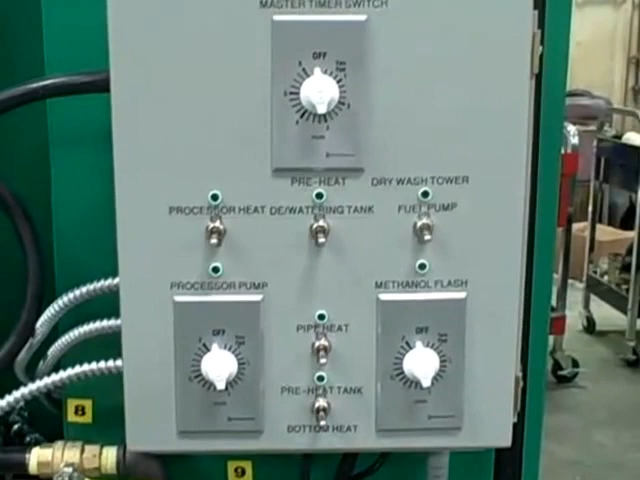 MASTER TIMER SWITCH
OFF
PRE-HEAT
DRY WASH TOWER
PROCESSOR HEAT
DE/WATERING TANK
FUEL PUMP
PROCESSOR PUMP
METHANOL FLASH
OFF
PIPE HEAT
OFF
PRE-HEAT TANK
BOTTOM HEAT
8
9